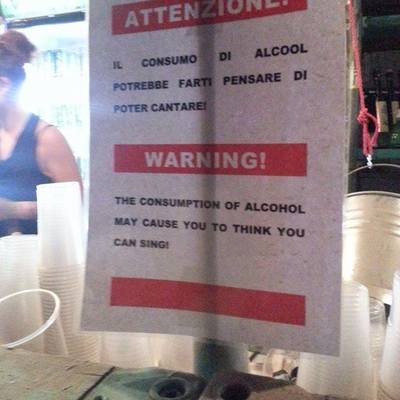 ATTENZIONE!
IL CONSUMO DI ALCOOL
POTREBBE FARTI PENSARE DI
POTER CANTARE!
WARNING!
THE CONSUMPTION OF ALCOHOL
MAY CAUSE YOU TO THINK YOU
CAN SING!